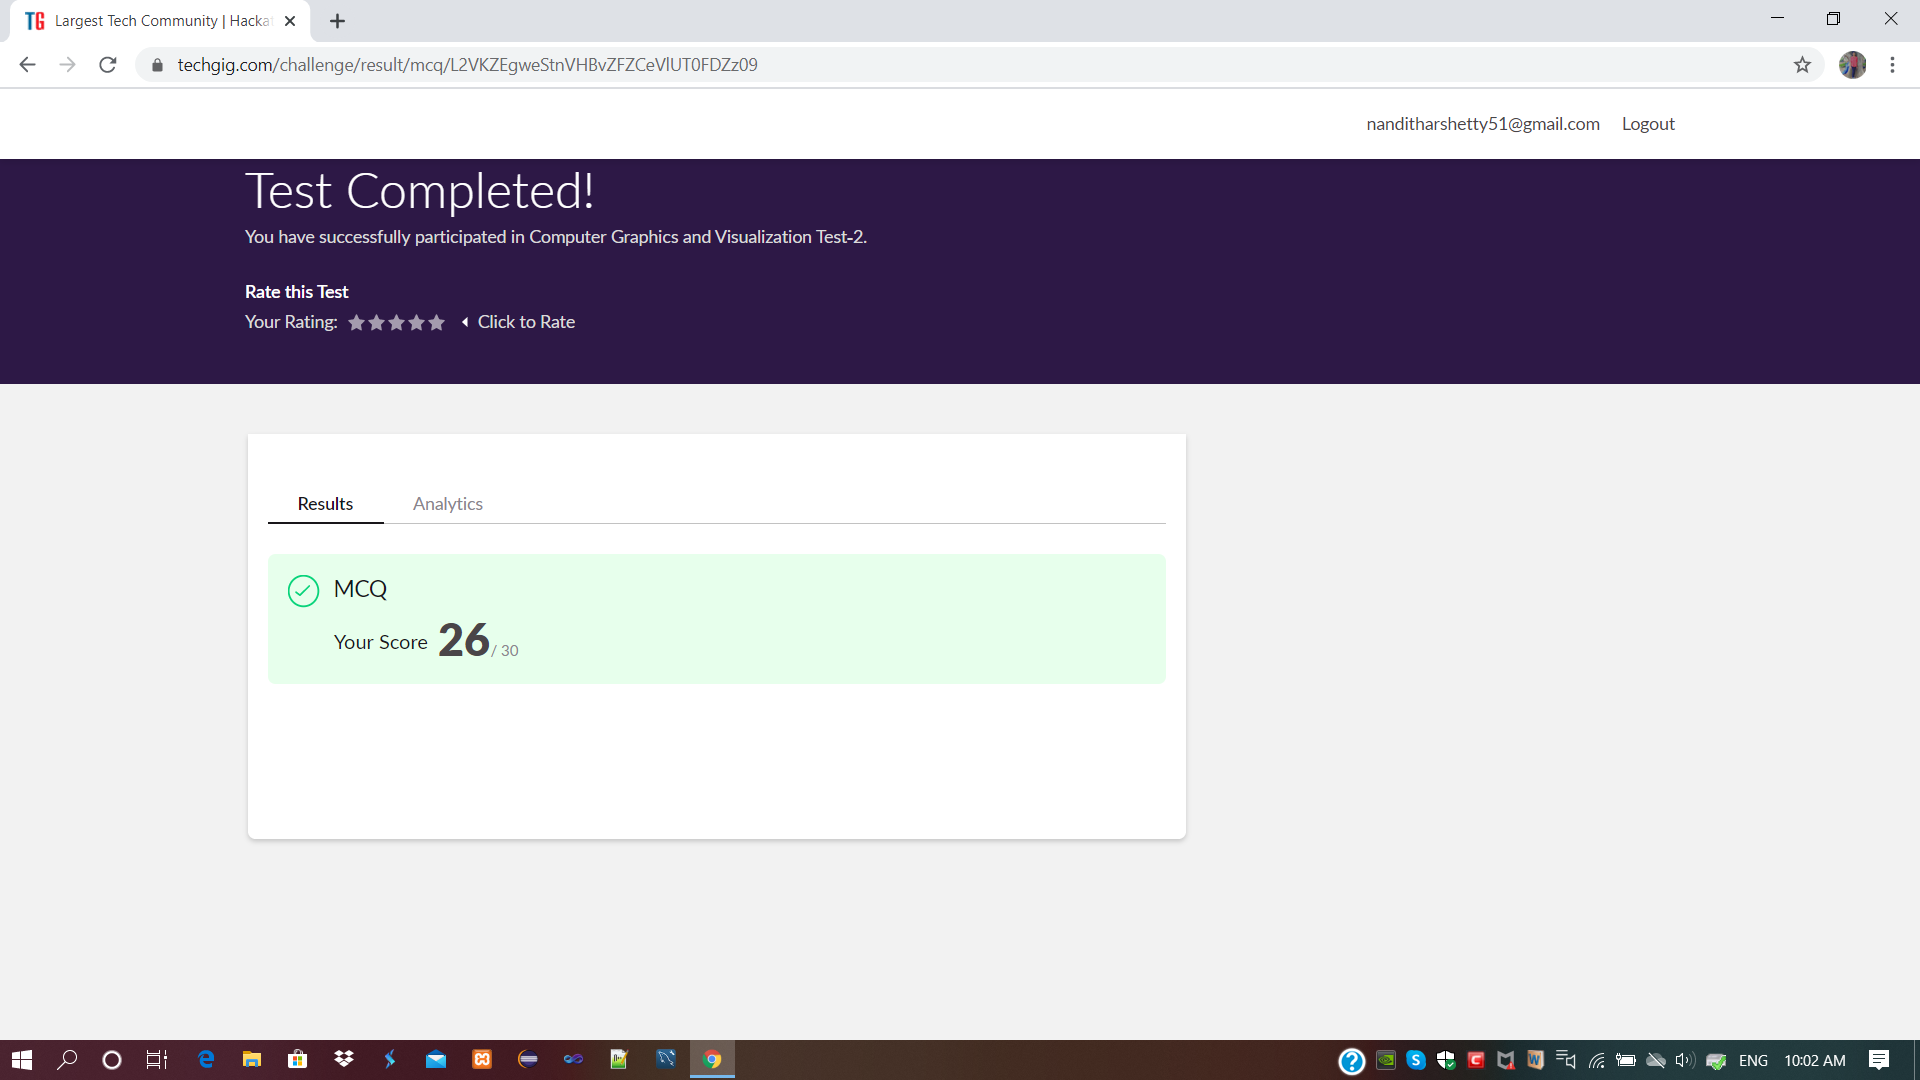 TG Largest Tech Community | Hacka
techgig.com/challenge/result/mcq/L2VKZEgweStnVHBvZFZCeVlUT0FDZz09
nanditharshetty51@gmail.com Logout
Test Completed!
You have successfully participated in Computer Graphics and Visualization Test-2.
Rate this Test
Your Rating: Click to Rate
Results Analytics
MCQ
Your Score 26 / 30
ENG 10:02 AM